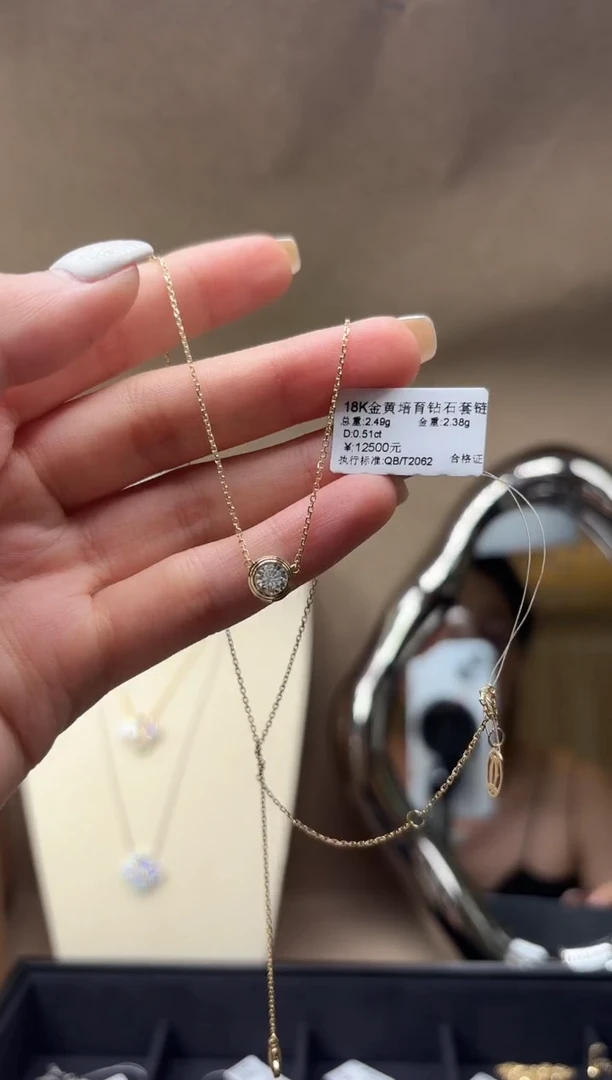 18K金黄培育钻石套链
总重:2.49g 金重:2.38g
D:0.51ct
¥:12500元
执行标准:QB/T2062 合格证